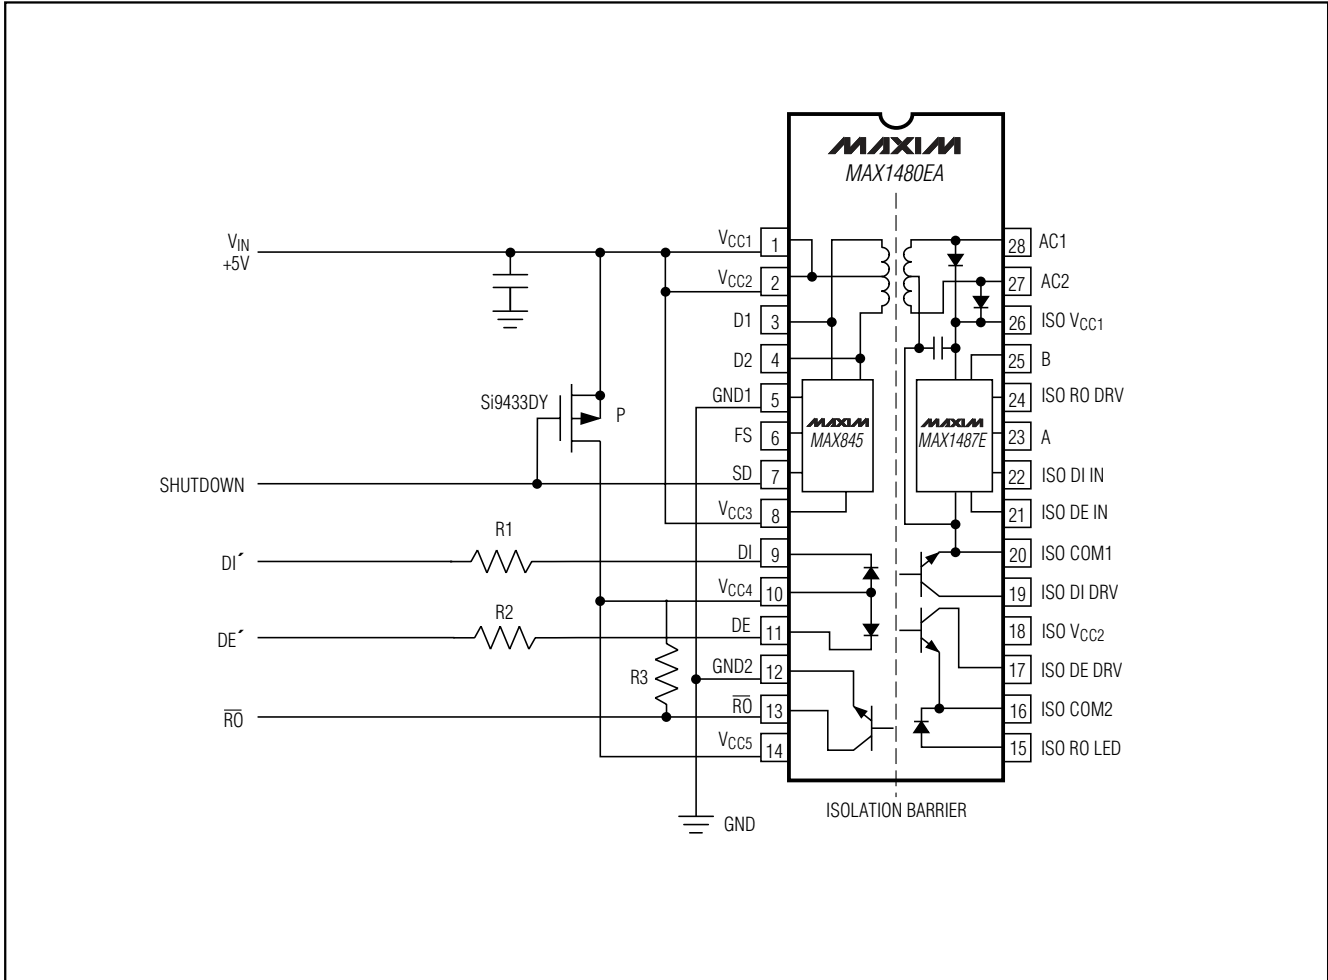 MAXIM
MAX1480EA
VIN
+5V
VCC1
1
VCC2
2
D1
3
D2
4
GND1
5
FS
6
SD
7
VCC3
8
DI
9
VCC4
10
DE
11
GND2
12
RO
13
VCC5
14
28
AC1
27
AC2
26
ISO VCC1
25
B
24
ISO RO DRV
23
A
22
ISO DI IN
21
ISO DE IN
20
ISO COM1
19
ISO DI DRV
18
ISO VCC2
17
ISO DE DRV
16
ISO COM2
15
ISO RO LED
MAXIM
MAX845
MAXIM
MAX1487E
Si9433DY
P
SHUTDOWN
R1
DI´
R2
DE´
R3
RO
GND
ISOLATION BARRIER